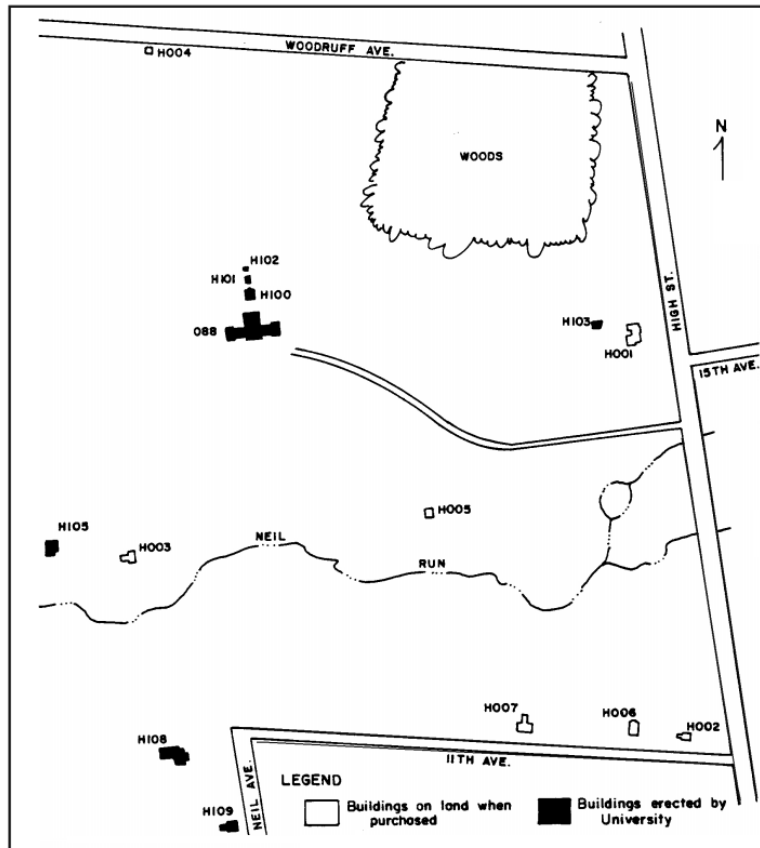 WOODRUFF AVE.
H004
WOODS
N
H102
H101
H100
088
H103
H001
HIGH ST.
15TH AVE.
H005
H105
H003
NEIL
RUN
H007
H006
H002
H108
11TH AVE.
NEIL AVE.
H109
LEGEND
Buildings on land when
purchased
Buildings erected by
University